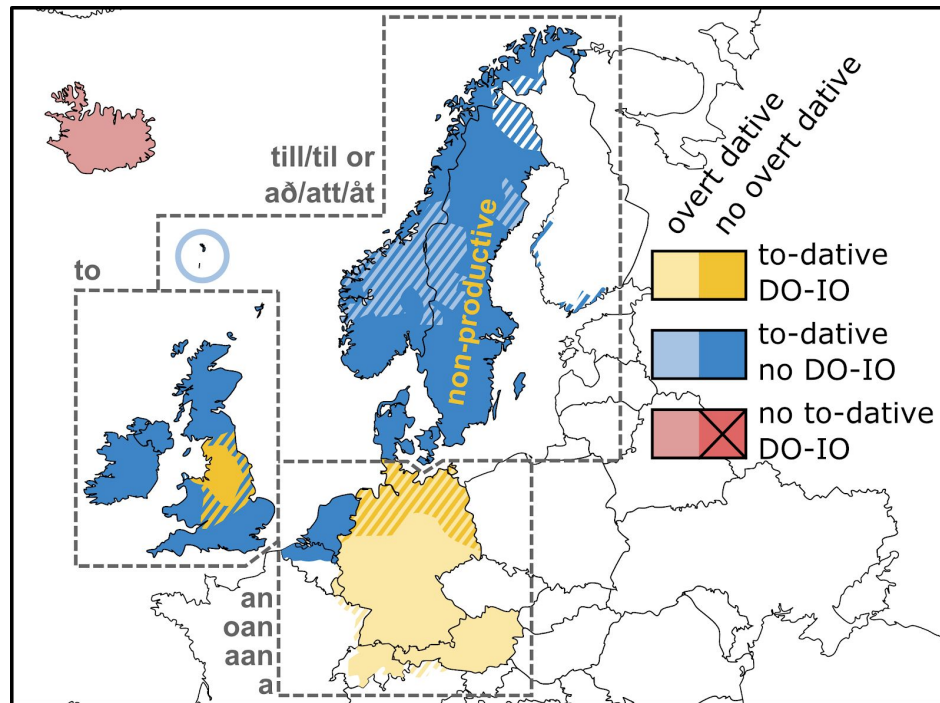 till/til or
að/att/åt
to
non-productive
an
oan
aan
a
overt dative
no overt dative
to-dative
DO-IO
to-dative
no DO-IO
no to-dative
DO-IO